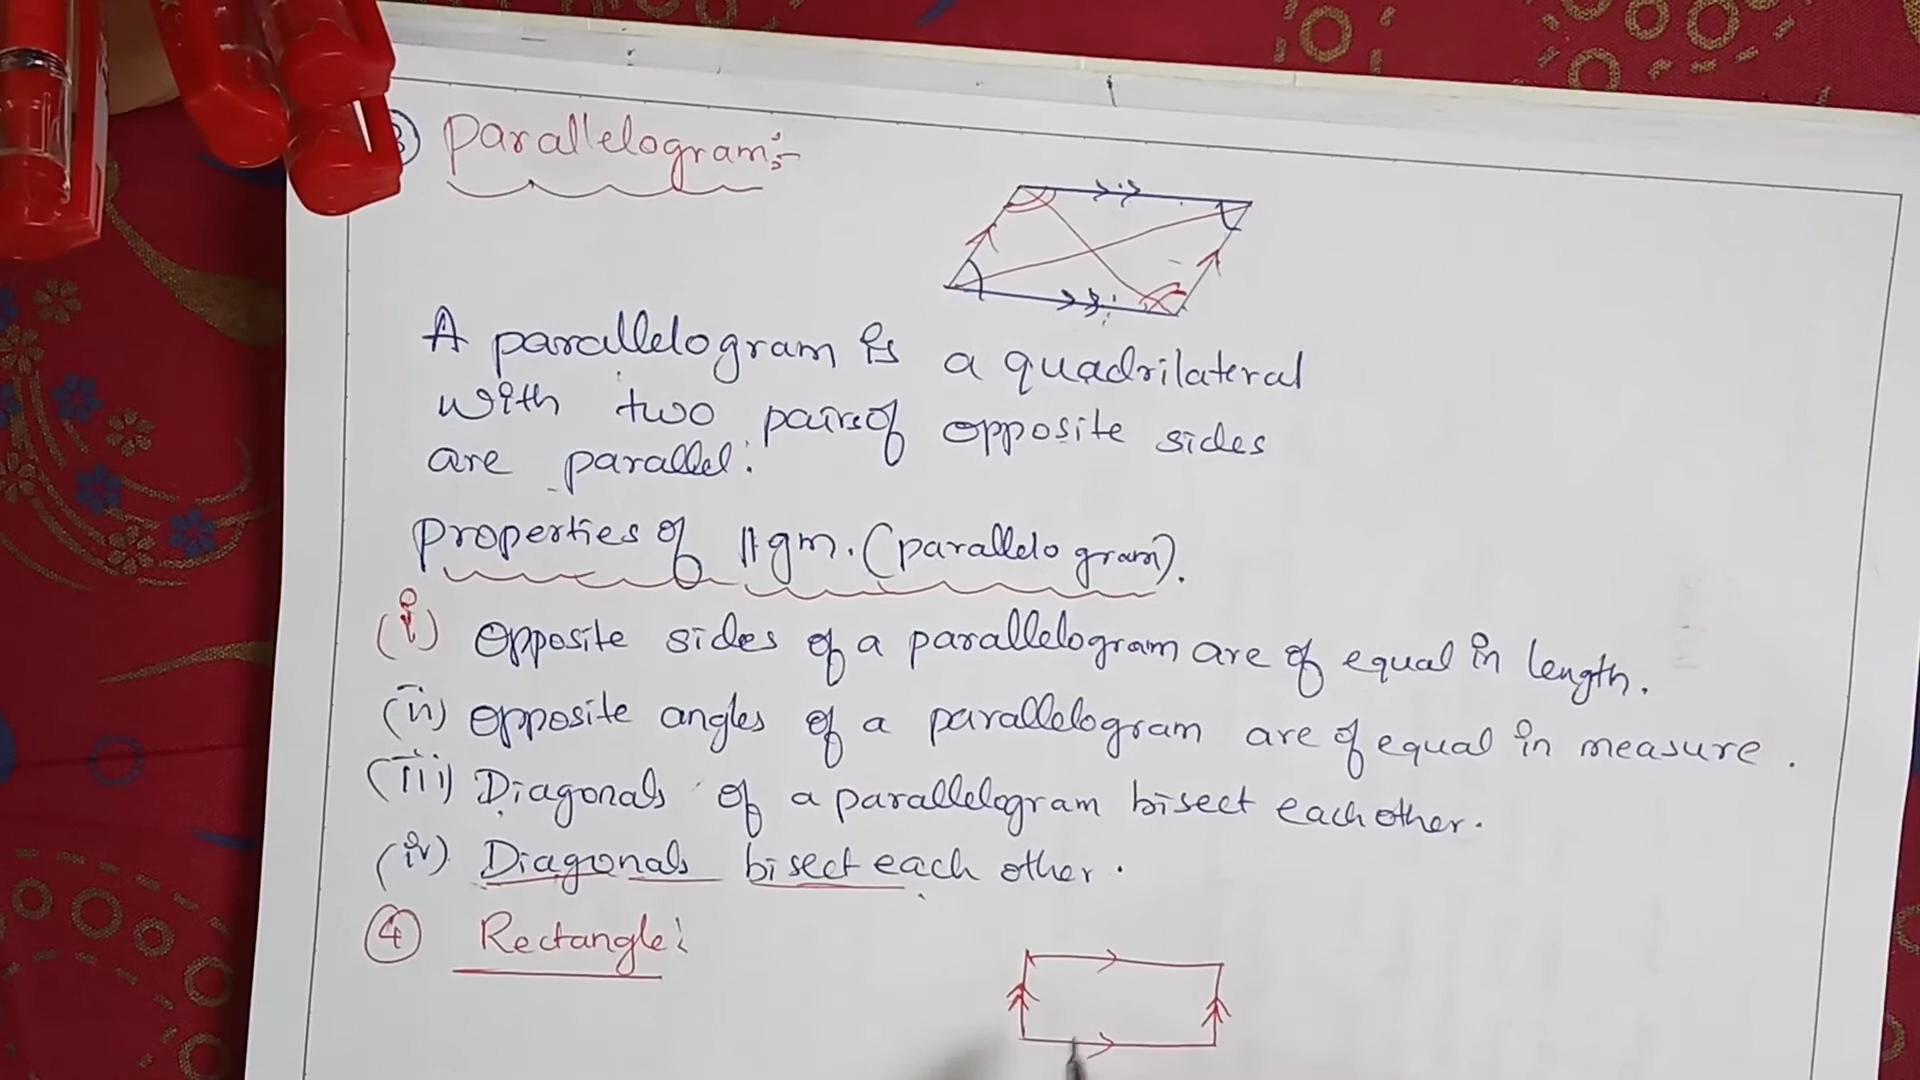 3 parallelogram:-
A parallelogram is a quadrilateral
with two pairs of opposite sides
are parallel.
properties of ||gm. (parallelogram).
(i) opposite sides of a parallelogram are of equal in length.
(ii) opposite angles of a parallelogram are of equal in measure.
(iii) Diagonals of a parallelogram bisect each other.
(iv) Diagonals bisect each other.
4 Rectangle: